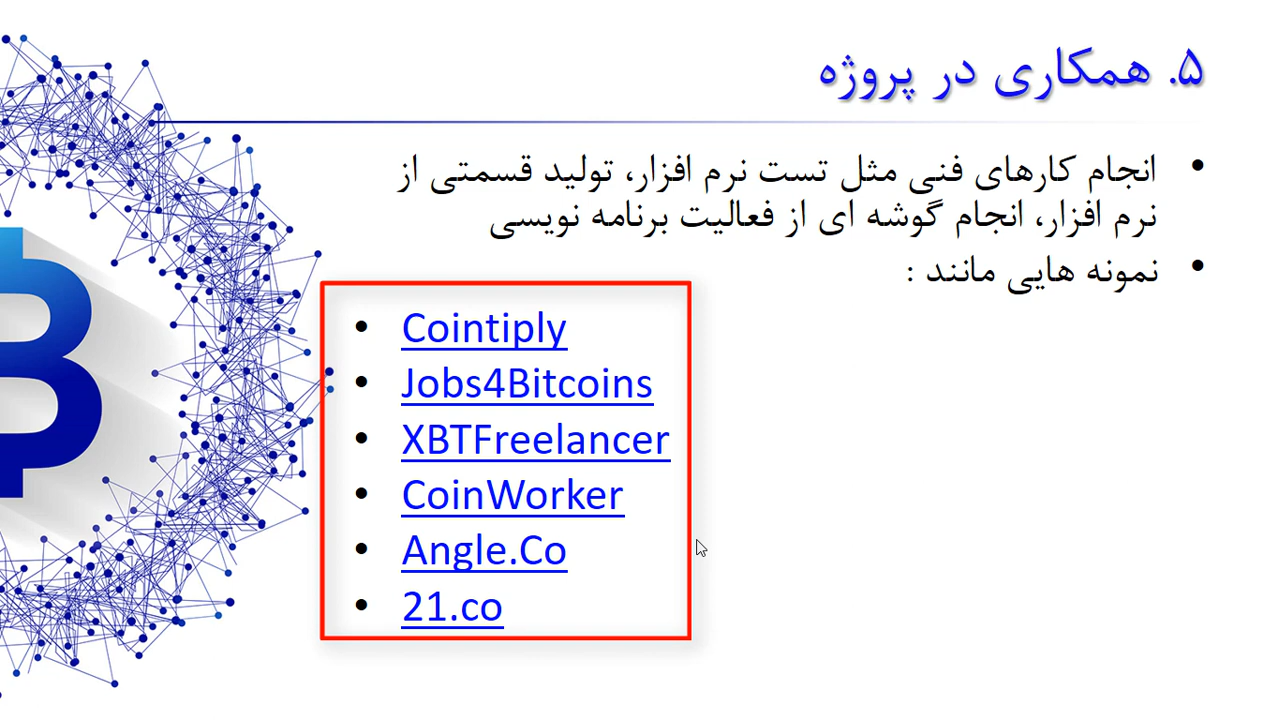 ۵. همکاری در پروژه
• انجام کارهای فنی مثل تست نرم افزار، تولید قسمتی از
نرم افزار، انجام گوشه ای از فعالیت برنامه نویسی
• نمونه هایی مانند :
• Cointiply
• Jobs4Bitcoins
• XBTFreelancer
• CoinWorker
• Angle.Co
• 21.co